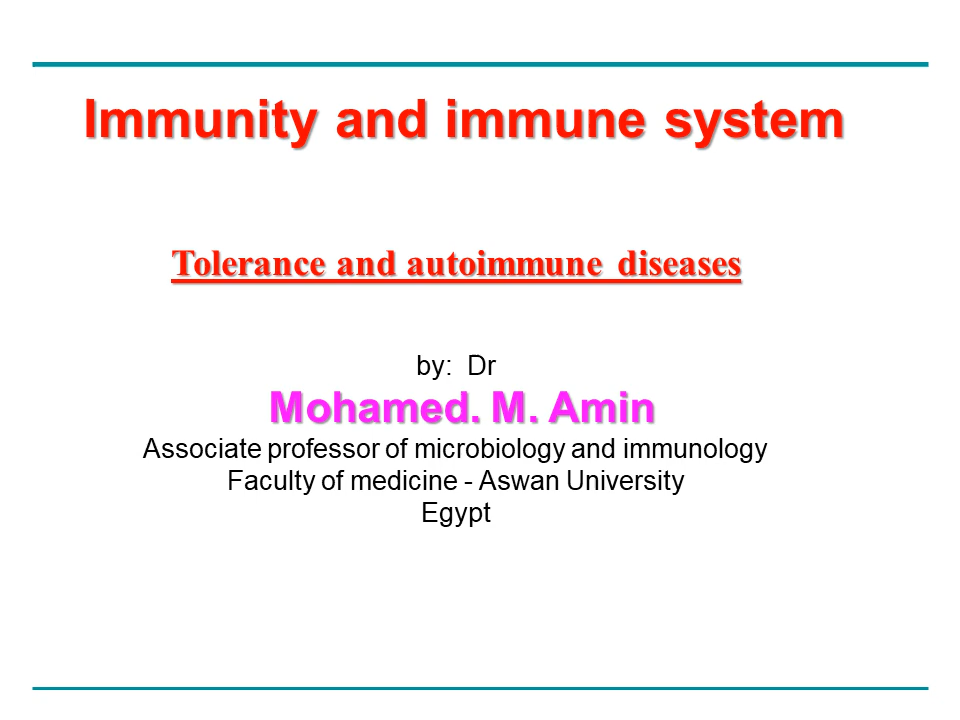 Immunity and immune system
Tolerance and autoimmune diseases
by: Dr
Mohamed. M. Amin
Associate professor of microbiology and immunology
Faculty of medicine - Aswan University
Egypt